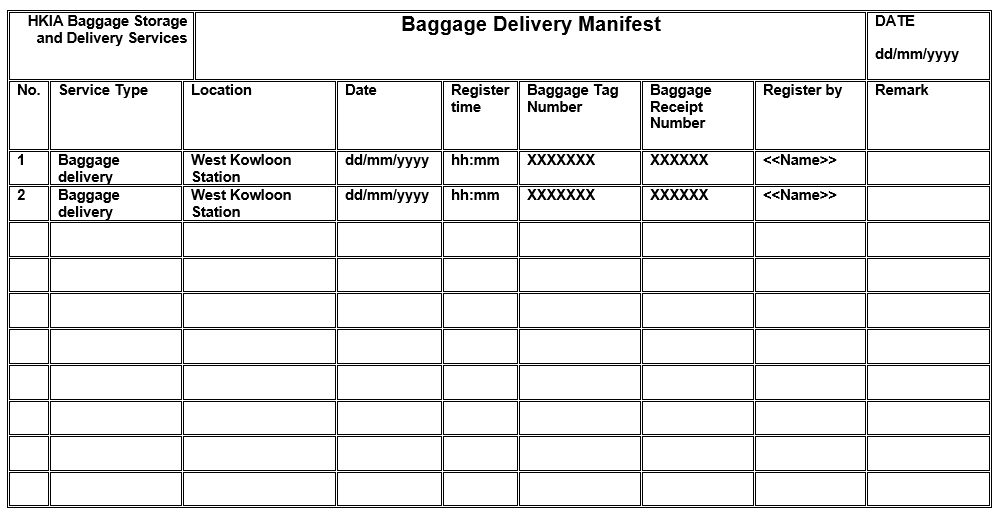 HKIA Baggage Storage
and Delivery Services
Baggage Delivery Manifest
DATE
dd/mm/yyyy
No. Service Type Location Date Register time Baggage Tag Number Baggage Receipt Number Register by Remark
1 Baggage delivery West Kowloon Station dd/mm/yyyy hh:mm XXXXXXX XXXXXX <<Name>>
2 Baggage delivery West Kowloon Station dd/mm/yyyy hh:mm XXXXXXX XXXXXX <<Name>>